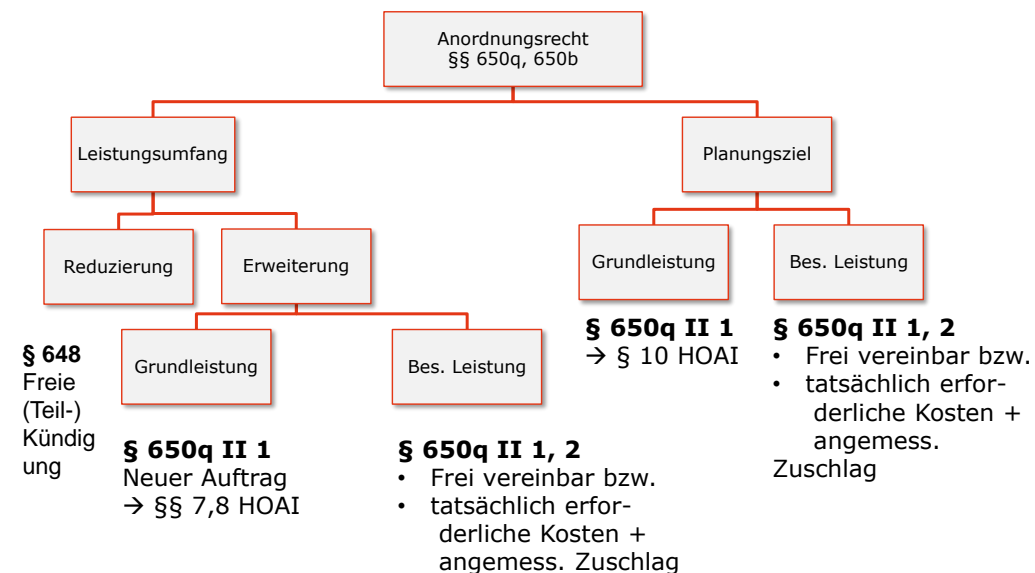 Anordnungsrecht
§§ 650q, 650b
Leistungsumfang
Planungsziel
Reduzierung
Erweiterung
Grundleistung
Bes. Leistung
§ 650q II 1
→ § 10 HOAI
§ 650q II 1, 2
• Frei vereinbar bzw.
• tatsächlich erfor-
derliche Kosten +
angemess.
Zuschlag
§ 648
Freie
(Teil-)
Kündig
ung
Grundleistung
Bes. Leistung
§ 650q II 1
Neuer Auftrag
→ §§ 7,8 HOAI
§ 650q II 1, 2
• Frei vereinbar bzw.
• tatsächlich erfor-
derliche Kosten +
angemess. Zuschlag